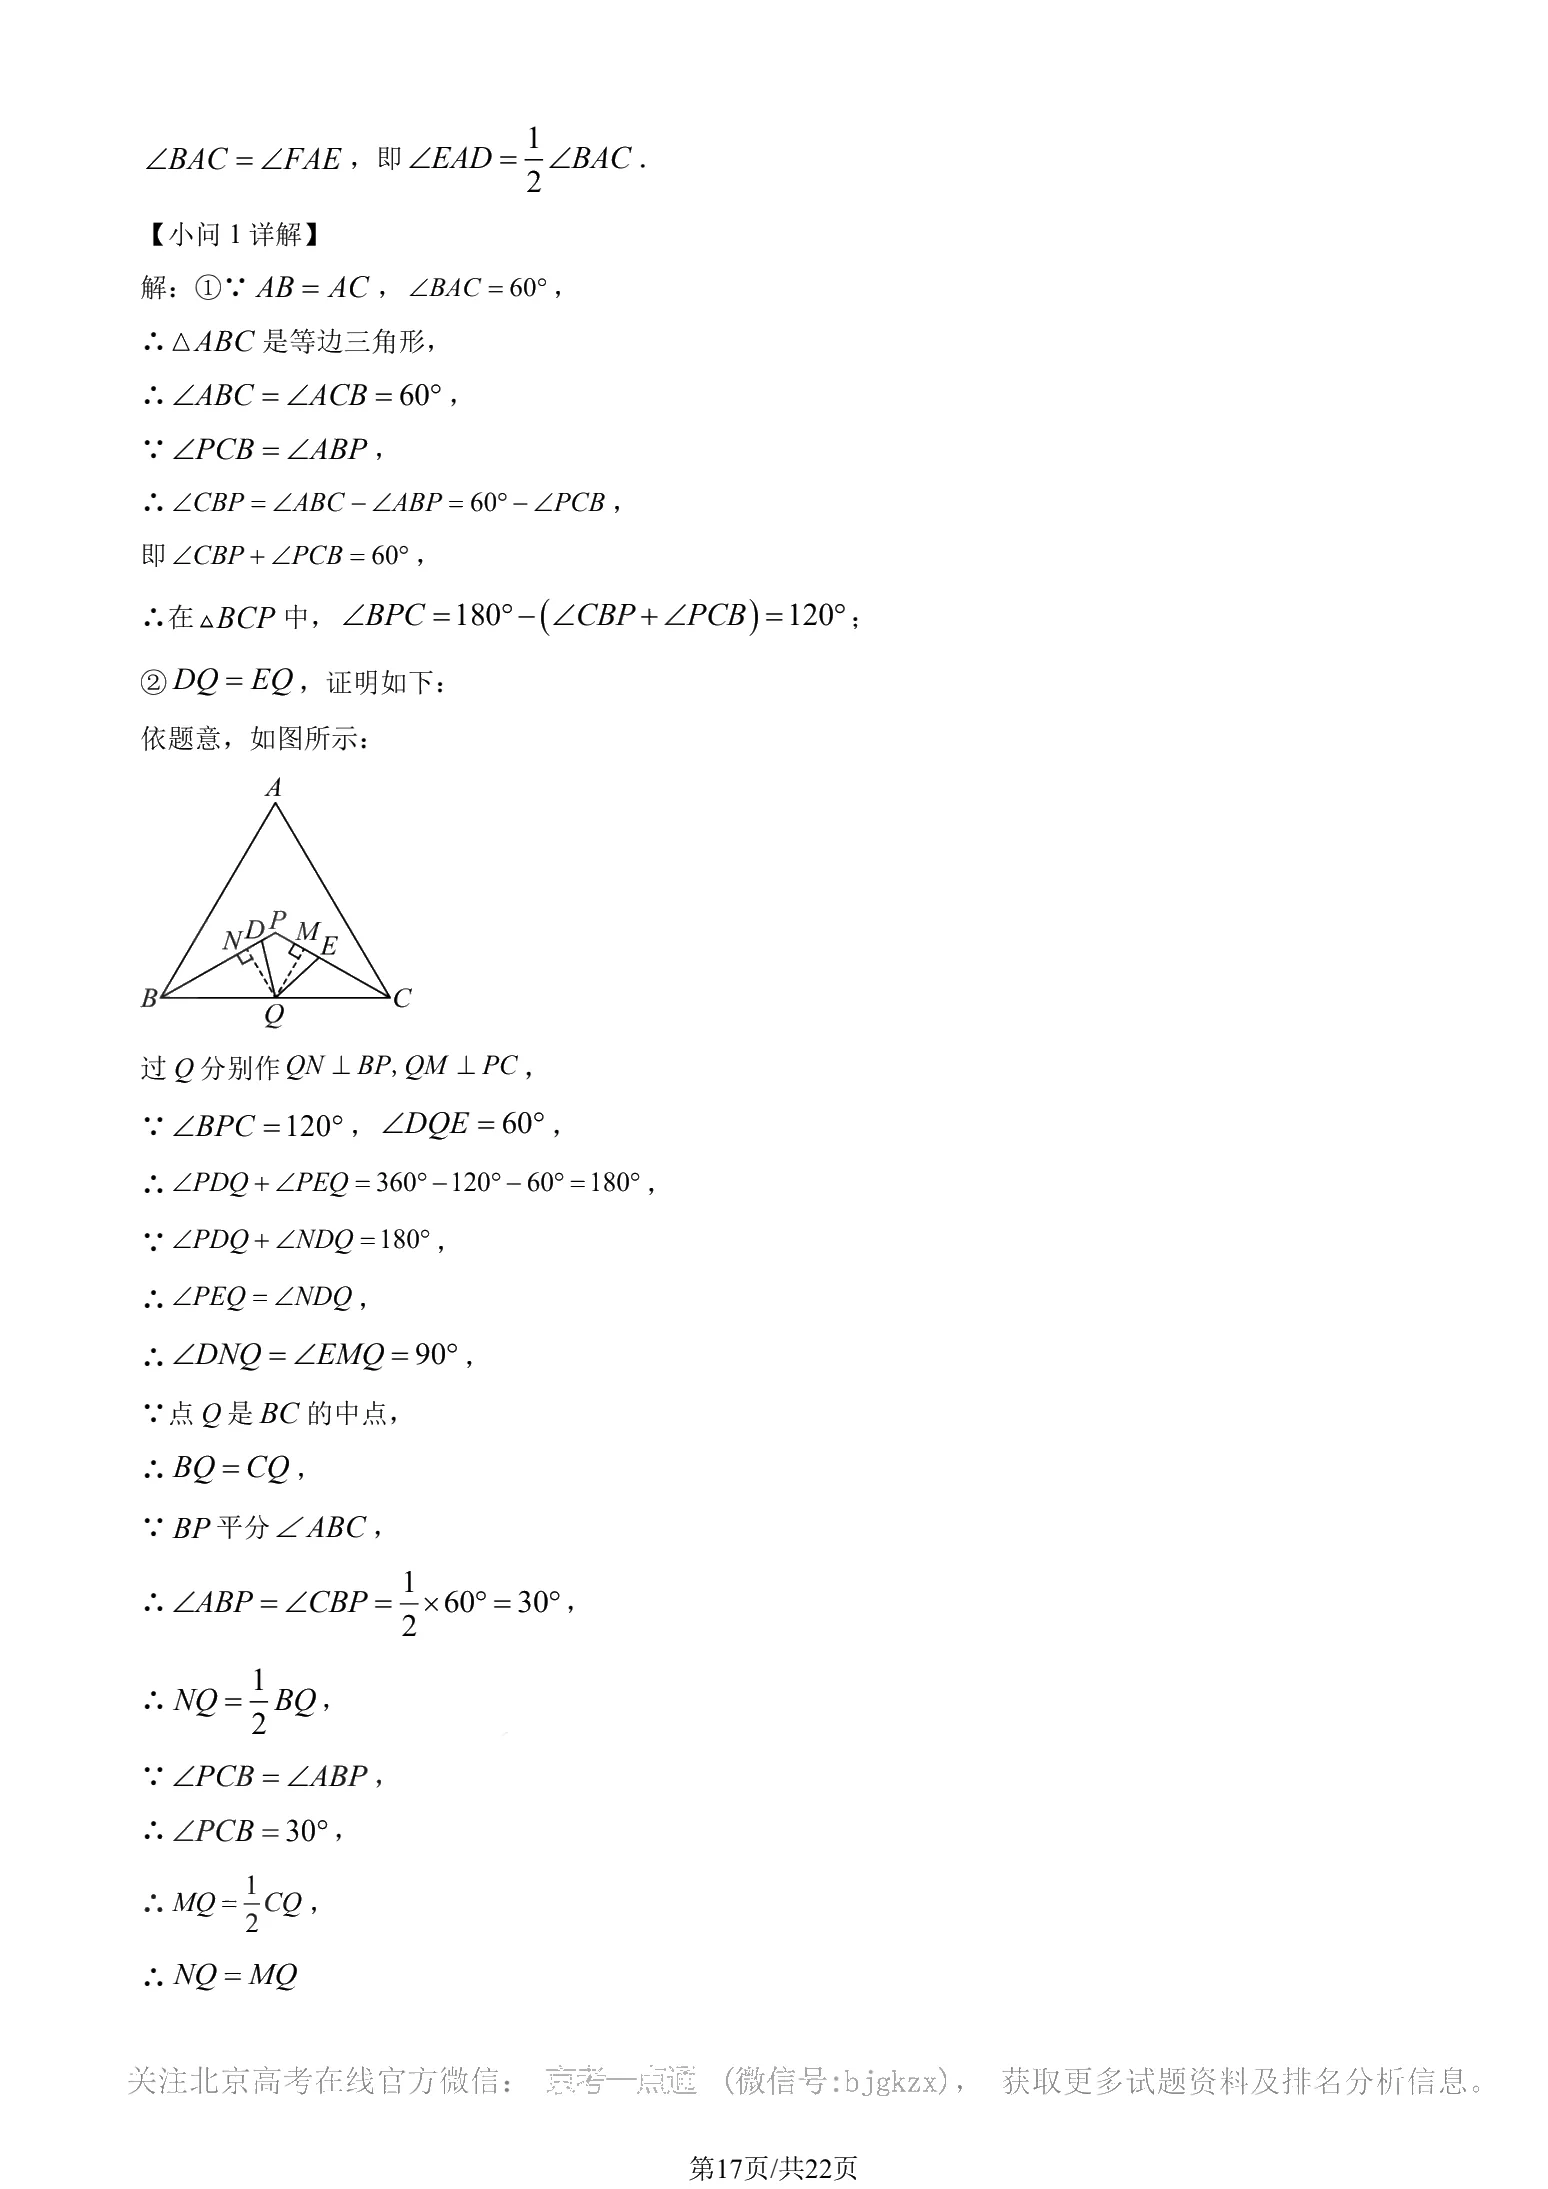 ∠BAC = ∠FAE，即∠EAD = 1/2 ∠BAC．
【小问 1 详解】
解：①∵ AB = AC，∠BAC = 60°，
∴△ABC 是等边三角形，
∴∠ABC = ∠ACB = 60°，
∵∠PCB = ∠ABP，
∴∠CBP = ∠ABC − ∠ABP = 60° − ∠PCB，
即∠CBP + ∠PCB = 60°，
∴在△BCP 中，∠BPC = 180° − (∠CBP + ∠PCB) = 120°；
②DQ = EQ，证明如下：
依题意，如图所示：
A
N D P M E
B C
Q
过 Q 分别作 QN ⊥ BP, QM ⊥ PC，
∵∠BPC = 120°，∠DQE = 60°，
∴∠PDQ + ∠PEQ = 360° − 120° − 60° = 180°，
∵∠PDQ + ∠NDQ = 180°，
∴∠PEQ = ∠NDQ，
∴∠DNQ = ∠EMQ = 90°，
∵点 Q 是 BC 的中点，
∴BQ = CQ，
∵BP 平分∠ABC，
∴∠ABP = ∠CBP = 1/2 × 60° = 30°，
∴NQ = 1/2 BQ，
∵∠PCB = ∠ABP，
∴∠PCB = 30°，
∴MQ = 1/2 CQ，
∴NQ = MQ
关注北京高考在线官方微信： 京考一点通 (微信号:bjgkzx)， 获取更多试题资料及排名分析信息。
第17页/共22页